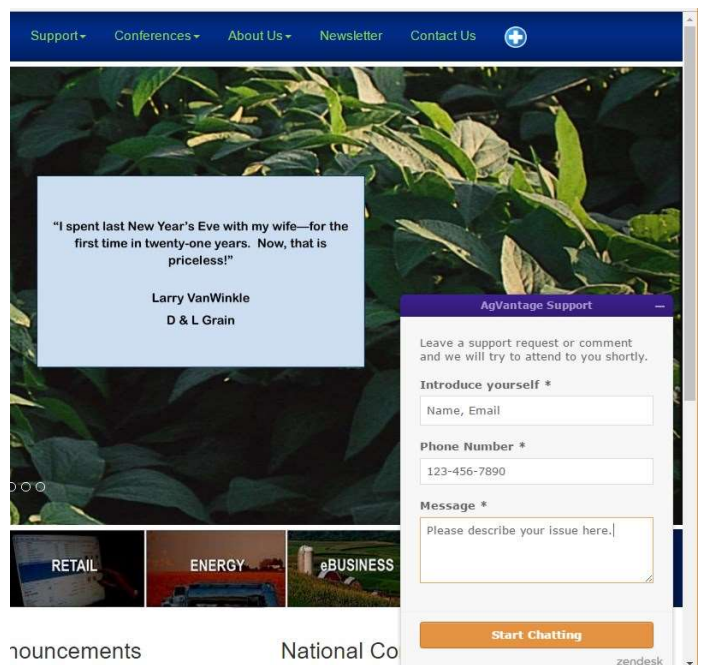 Support Conferences About Us Newsletter Contact Us
“I spent last New Year’s Eve with my wife—for the
first time in twenty-one years. Now, that is
priceless!”
Larry VanWinkle
D & L Grain
AgVantage Support
Leave a support request or comment
and we will try to attend to you shortly.
Introduce yourself *
Name, Email
Phone Number *
123-456-7890
Message *
Please describe your issue here.
Start Chatting
zendesk
RETAIL ENERGY eBUSINESS
nouncements National Co